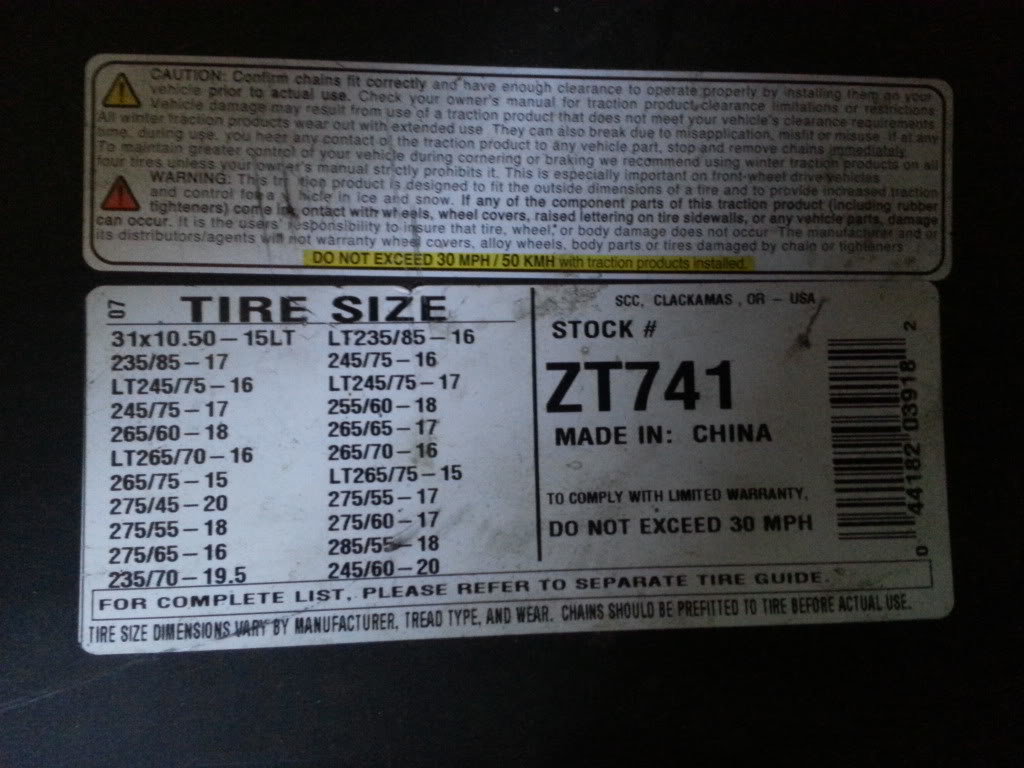 CAUTION: Confirm chains fit correctly and have enough clearance to operate properly by installing them on your
vehicle prior to actual use. Check your owner's manual for traction product clearance limitations or restrictions
Vehicle damage may result from use of a traction product that does not meet your vehicle's clearance requirements
All winter traction products wear out with extended use. They can also break due to misapplication, misfit or misuse. If at any
time, during use, you hear any contact of the traction product to any vehicle part, stop and remove chains immediately.
To maintain greater control of your vehicle during cornering or braking we recommend using winter traction products on all
four tires unless your owner's manual strictly prohibits it. This is especially important on front-wheel drive vehicles
WARNING: This traction product is designed to fit the outside dimensions of a tire and to provide increased traction
and control for a vehicle in ice and snow. If any of the component parts of this traction product (including rubber
tighteners) come in contact with wheels, wheel covers, raised lettering on tire sidewalls, or any vehicle parts, damage
can occur. It is the users' responsibility to insure that tire, wheel, or body damage does not occur. The manufacturer and or
its distributors/agents will not warranty wheel covers, alloy wheels, body parts or tires damaged by chain or tighteners
DO NOT EXCEED 30 MPH / 50 KMH with traction products installed.
07
TIRE SIZE
31x10.50-15LT
235/85-17
LT245/75-16
245/75-17
265/60-18
LT265/70-16
265/75-15
275/45-20
275/55-18
275/65-16
235/70-19.5
LT235/85-16
245/75-16
LT245/75-17
255/60-18
265/65-17
265/70-16
LT265/75-15
275/55-17
275/60-17
285/55-18
245/60-20
SCC, CLACKAMAS, OR - USA
STOCK #
ZT741
MADE IN: CHINA
TO COMPLY WITH LIMITED WARRANTY,
DO NOT EXCEED 30 MPH
0 44182 03918 2
FOR COMPLETE LIST, PLEASE REFER TO SEPARATE TIRE GUIDE.
TIRE SIZE DIMENSIONS VARY BY MANUFACTURER, TREAD TYPE, AND WEAR. CHAINS SHOULD BE PREFITTED TO TIRE BEFORE ACTUAL USE.